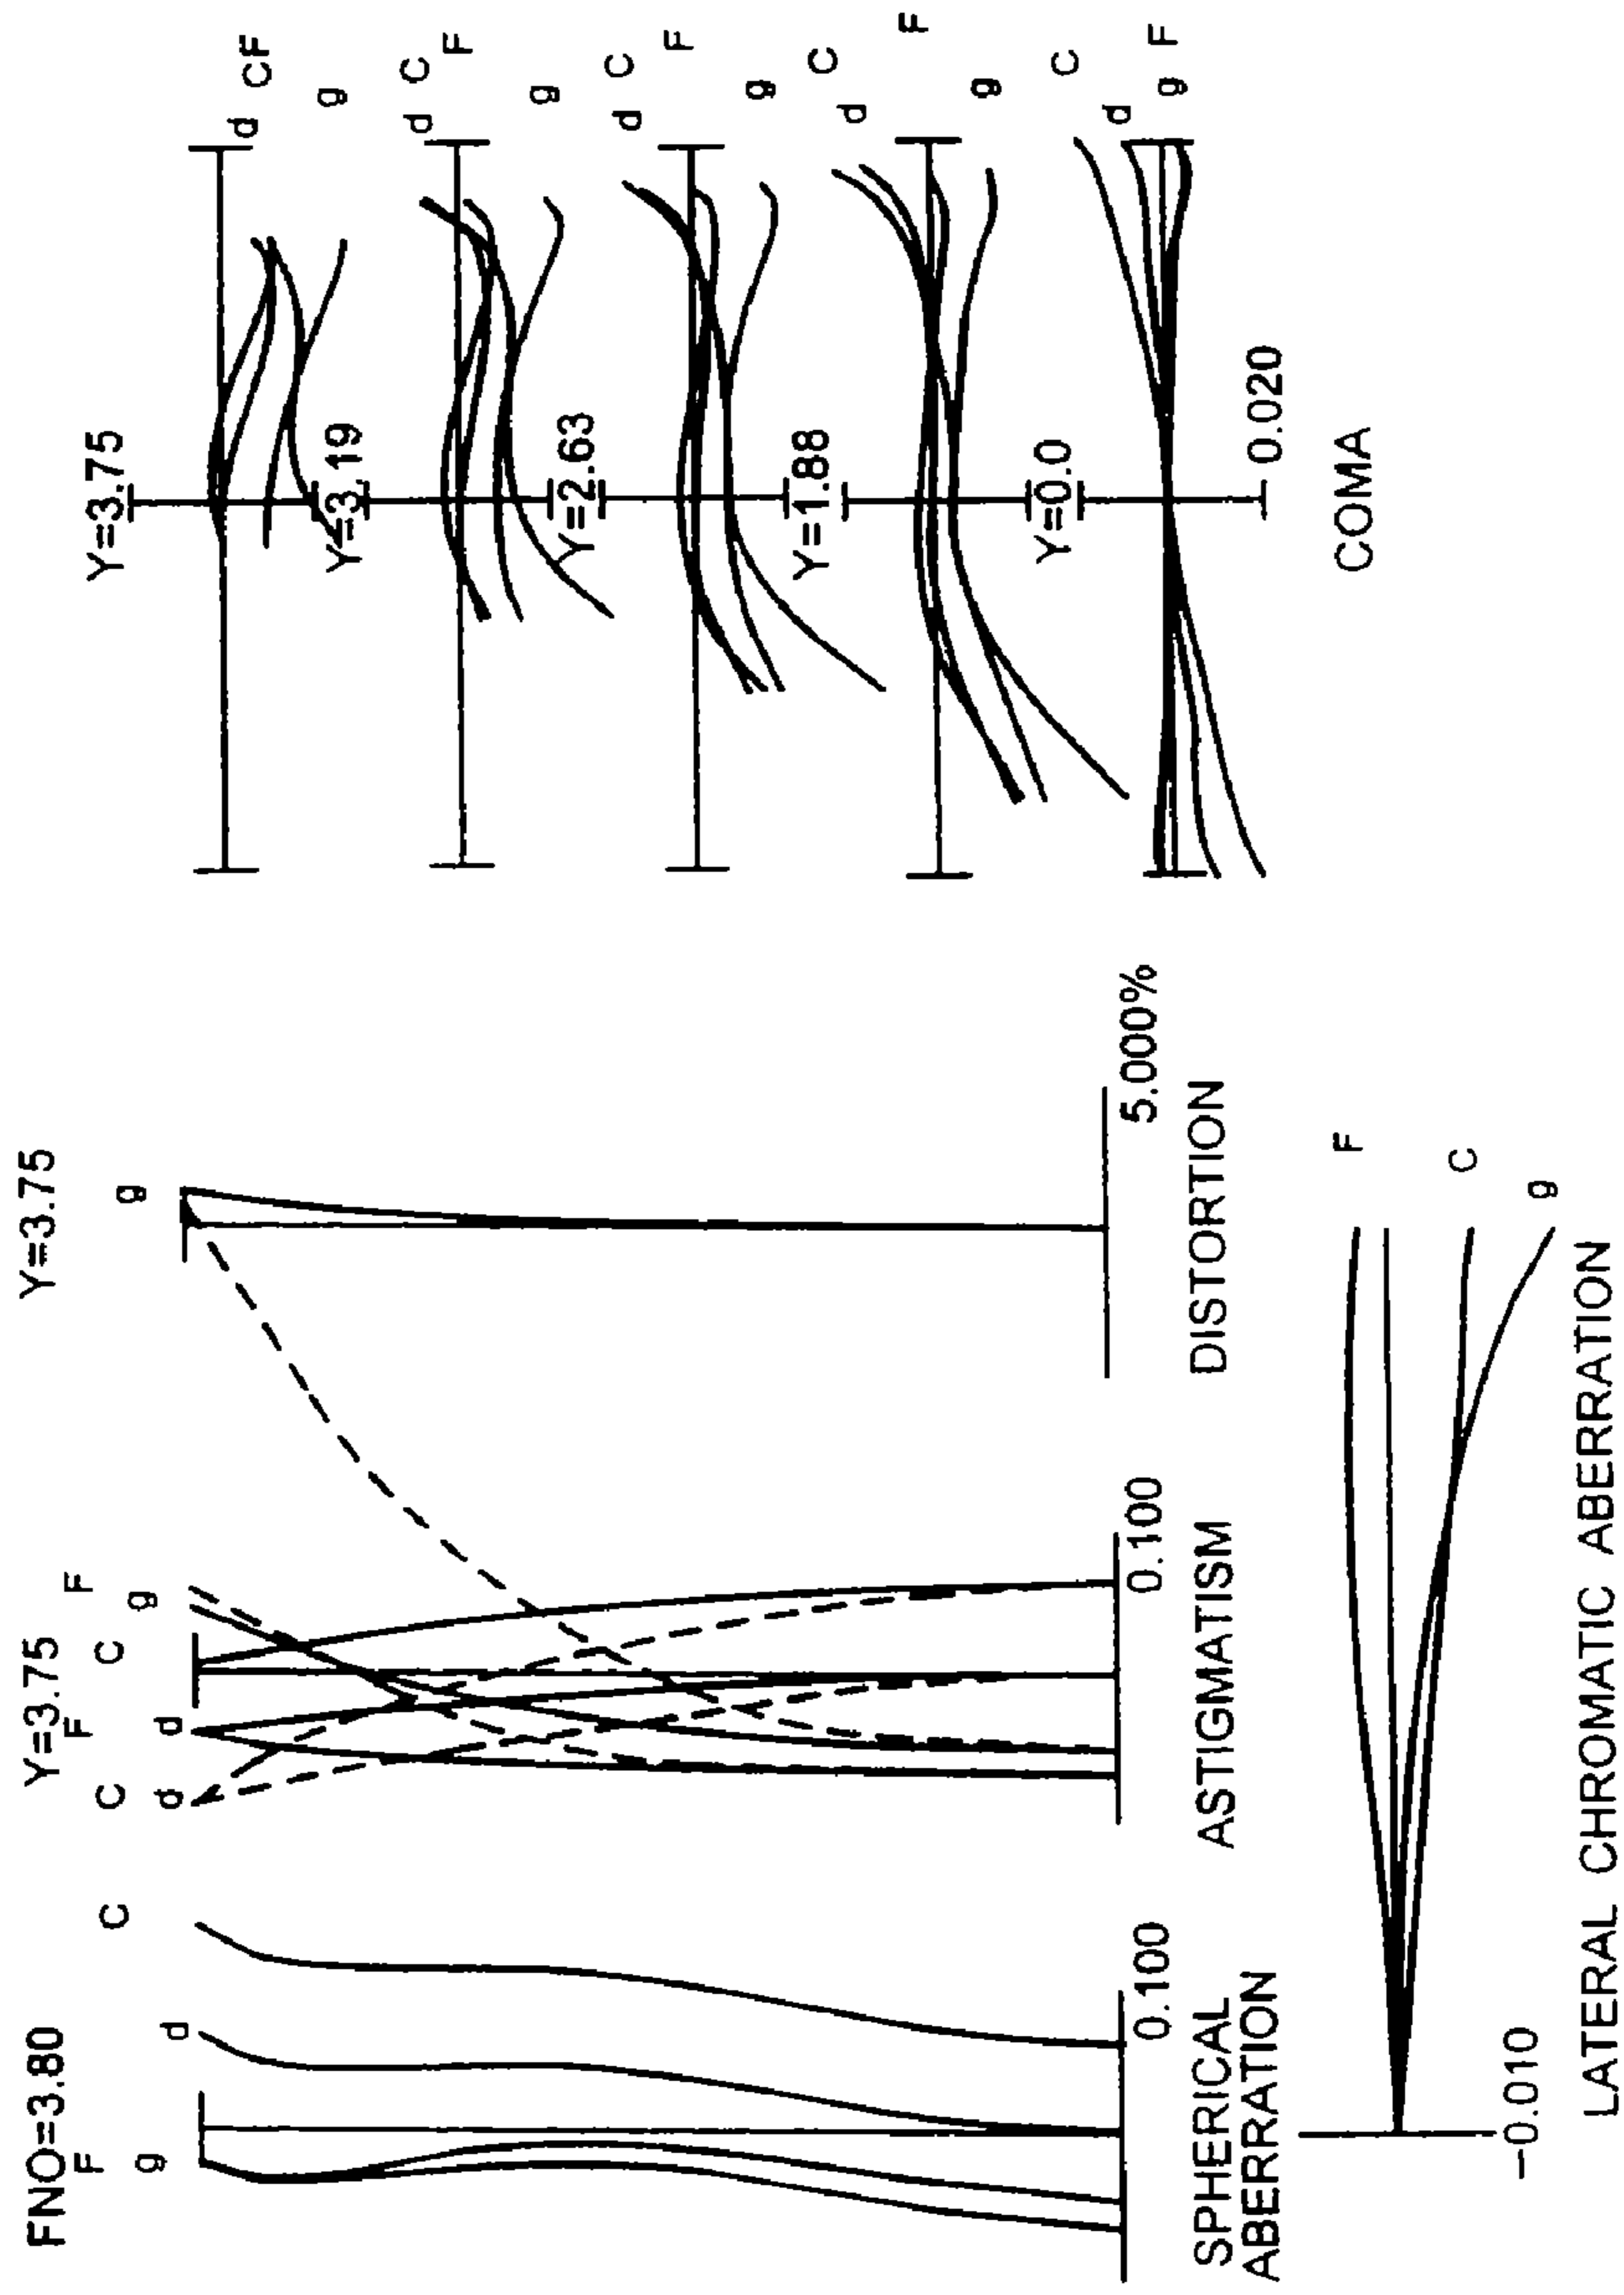 FNO=3.80
F
g
d
C
0.100
SPHERICAL
ABERRATION
Y=3.75
C
F
C
F
d
d
g
0.100
ASTIGMATISM
Y=3.75
g
5.000%
DISTORTION
Y=3.75
d
CF
g
Y=3.19
d
C
F
g
Y=2.63
d
C
F
g
Y=1.88
d
C
F
g
Y=0.0
d
C
g
F
0.020
COMA
F
C
g
-0.010
LATERAL CHROMATIC ABERRATION